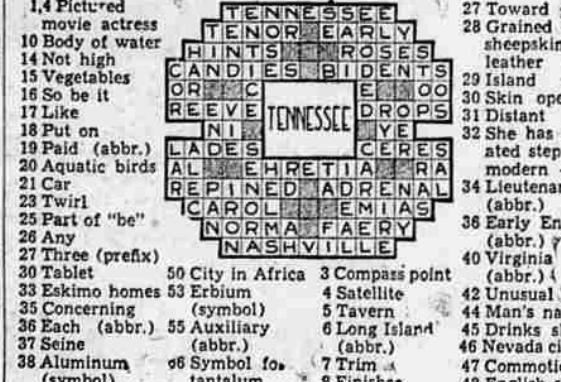 1,4 Pictured
movie actress
10 Body of water
14 Not high
15 Vegetables
16 So be it
17 Like
18 Put on
19 Paid (abbr.)
20 Aquatic birds
21 Car
23 Twirl
25 Part of "be"
26 Any
27 Three (prefix)
30 Tablet
33 Eskimo homes
35 Concerning
36 Each (abbr.)
37 Seine
38 Aluminum
(symbol)
TENNESSEE
TENOR EARLY
HINTS ROSES
CANDIES BIDENTS
OR C E OO
REEVE DROPS
TENNESSEE
NI YE
LADES CERES
AL EHRETIA RA
REPINED ADRENAL
CAROL EMIAS
NORMA FAERY
NASHVILLE
50 City in Africa
53 Erbium
(symbol)
55 Auxiliary
(abbr.)
56 Symbol for
tantalum
3 Compass point
4 Satellite
5 Tavern
6 Long Island
(abbr.)
7 Trim
8 Finishes
27 Toward
28 Grained
sheepskin
leather
29 Island
30 Skin
31 Distant
32 She has
ated
modern
34
(abbr.)
36 Early
(abbr.)
40 Virginia
(abbr.)
42 Unusual
44 Man's
45 Drinks
46 Nevada
47